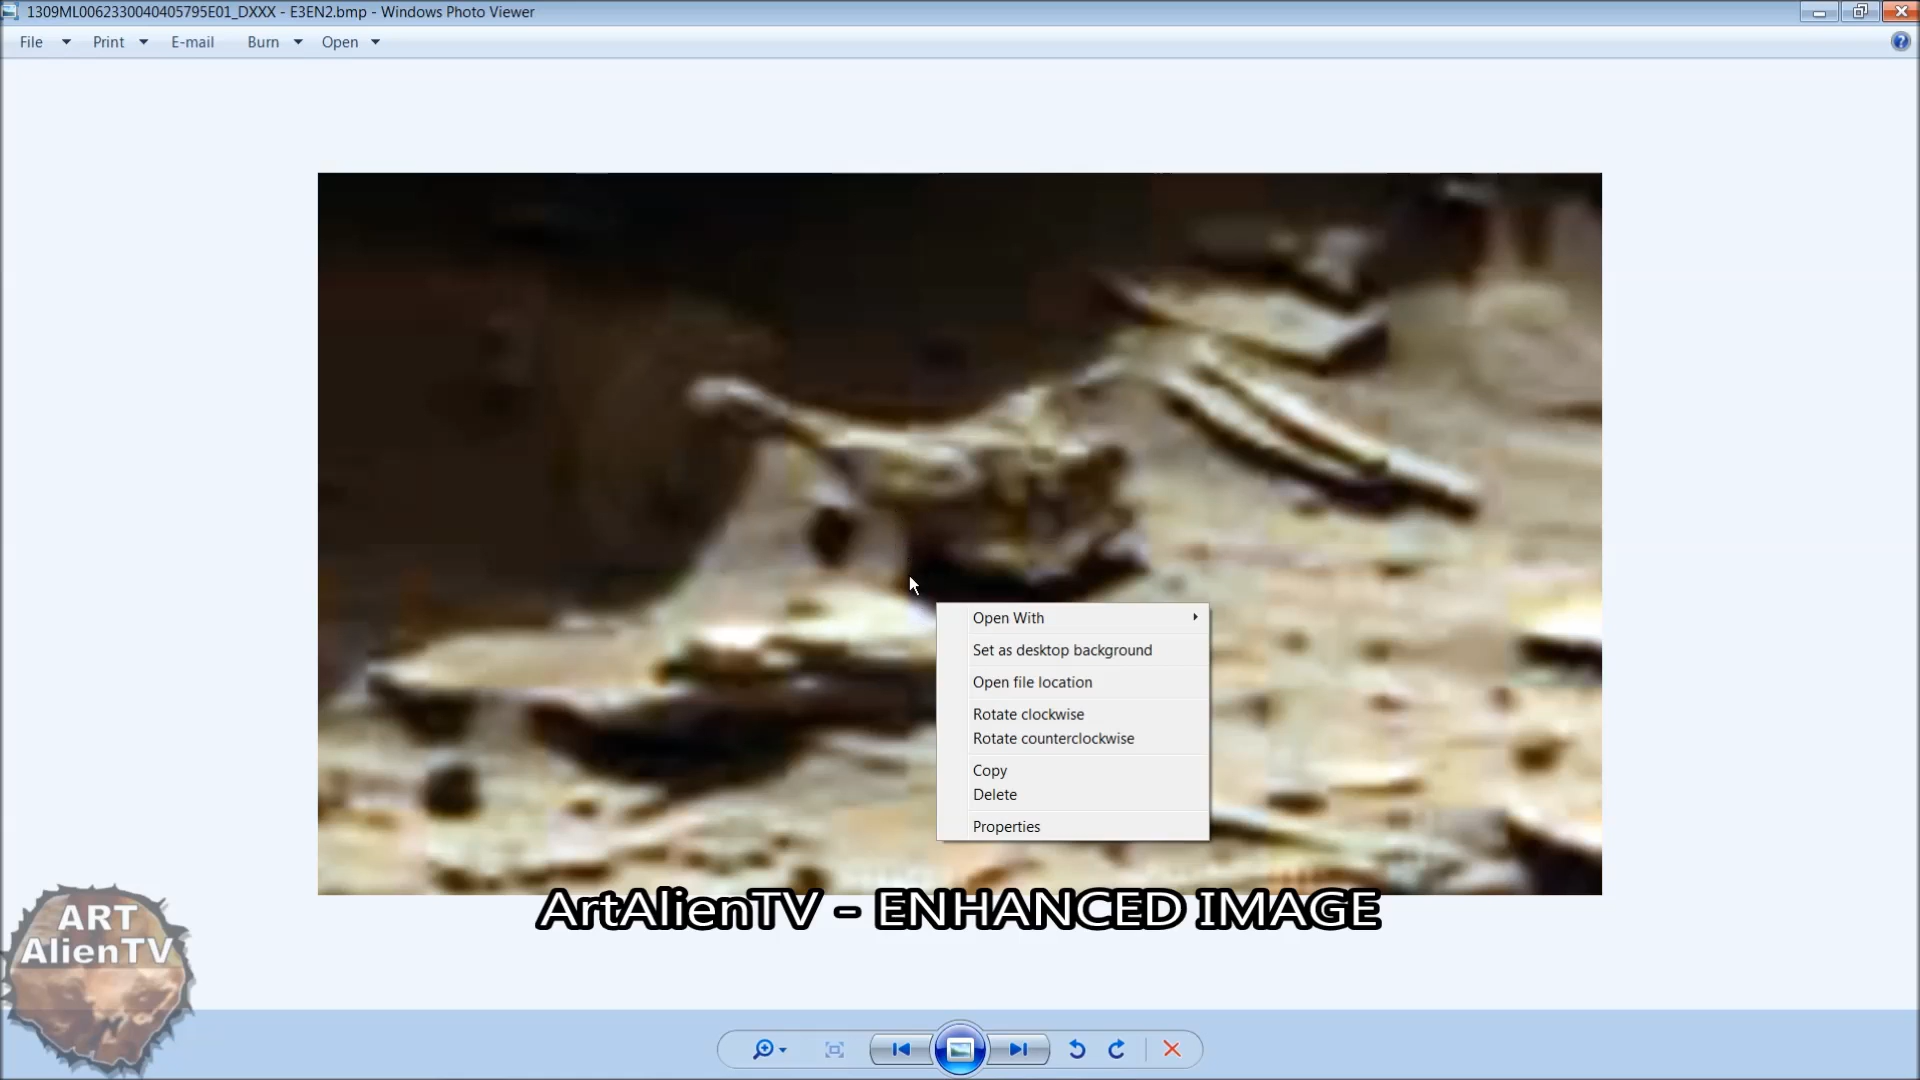 1309ML0062330040405795E01_DXXX - E3EN2.bmp - Windows Photo Viewer
File Print E-mail Burn Open
Open With
Set as desktop background
Open file location
Rotate clockwise
Rotate counterclockwise
Copy
Delete
Properties
ArtAlienTV - ENHANCED IMAGE
ART
AlienTV